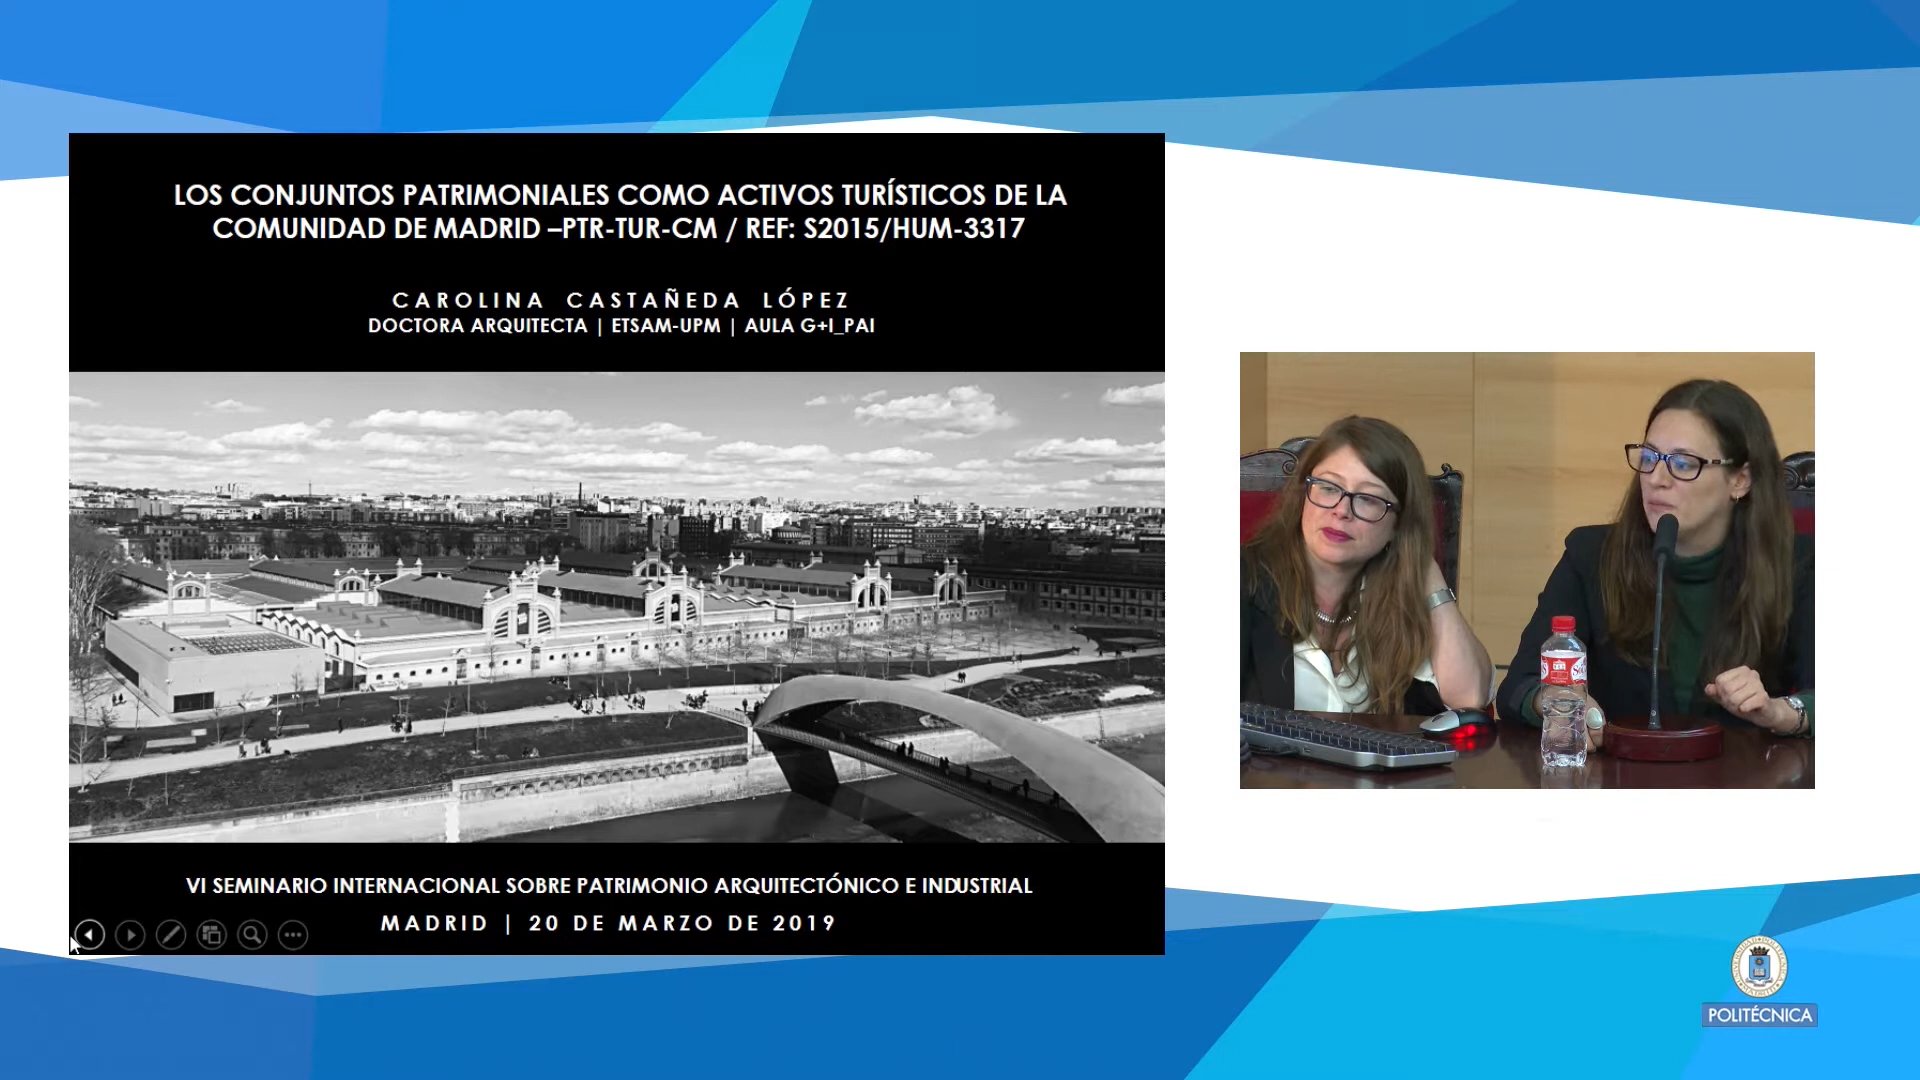 LOS CONJUNTOS PATRIMONIALES COMO ACTIVOS TURÍSTICOS DE LA
COMUNIDAD DE MADRID –PTR-TUR-CM / REF: S2015/HUM-3317
CAROLINA CASTAÑEDA LÓPEZ
DOCTORA ARQUITECTA | ETSAM-UPM | AULA G+I_PAI
VI SEMINARIO INTERNACIONAL SOBRE PATRIMONIO ARQUITECTÓNICO E INDUSTRIAL
MADRID | 20 DE MARZO DE 2019
POLITÉCNICA